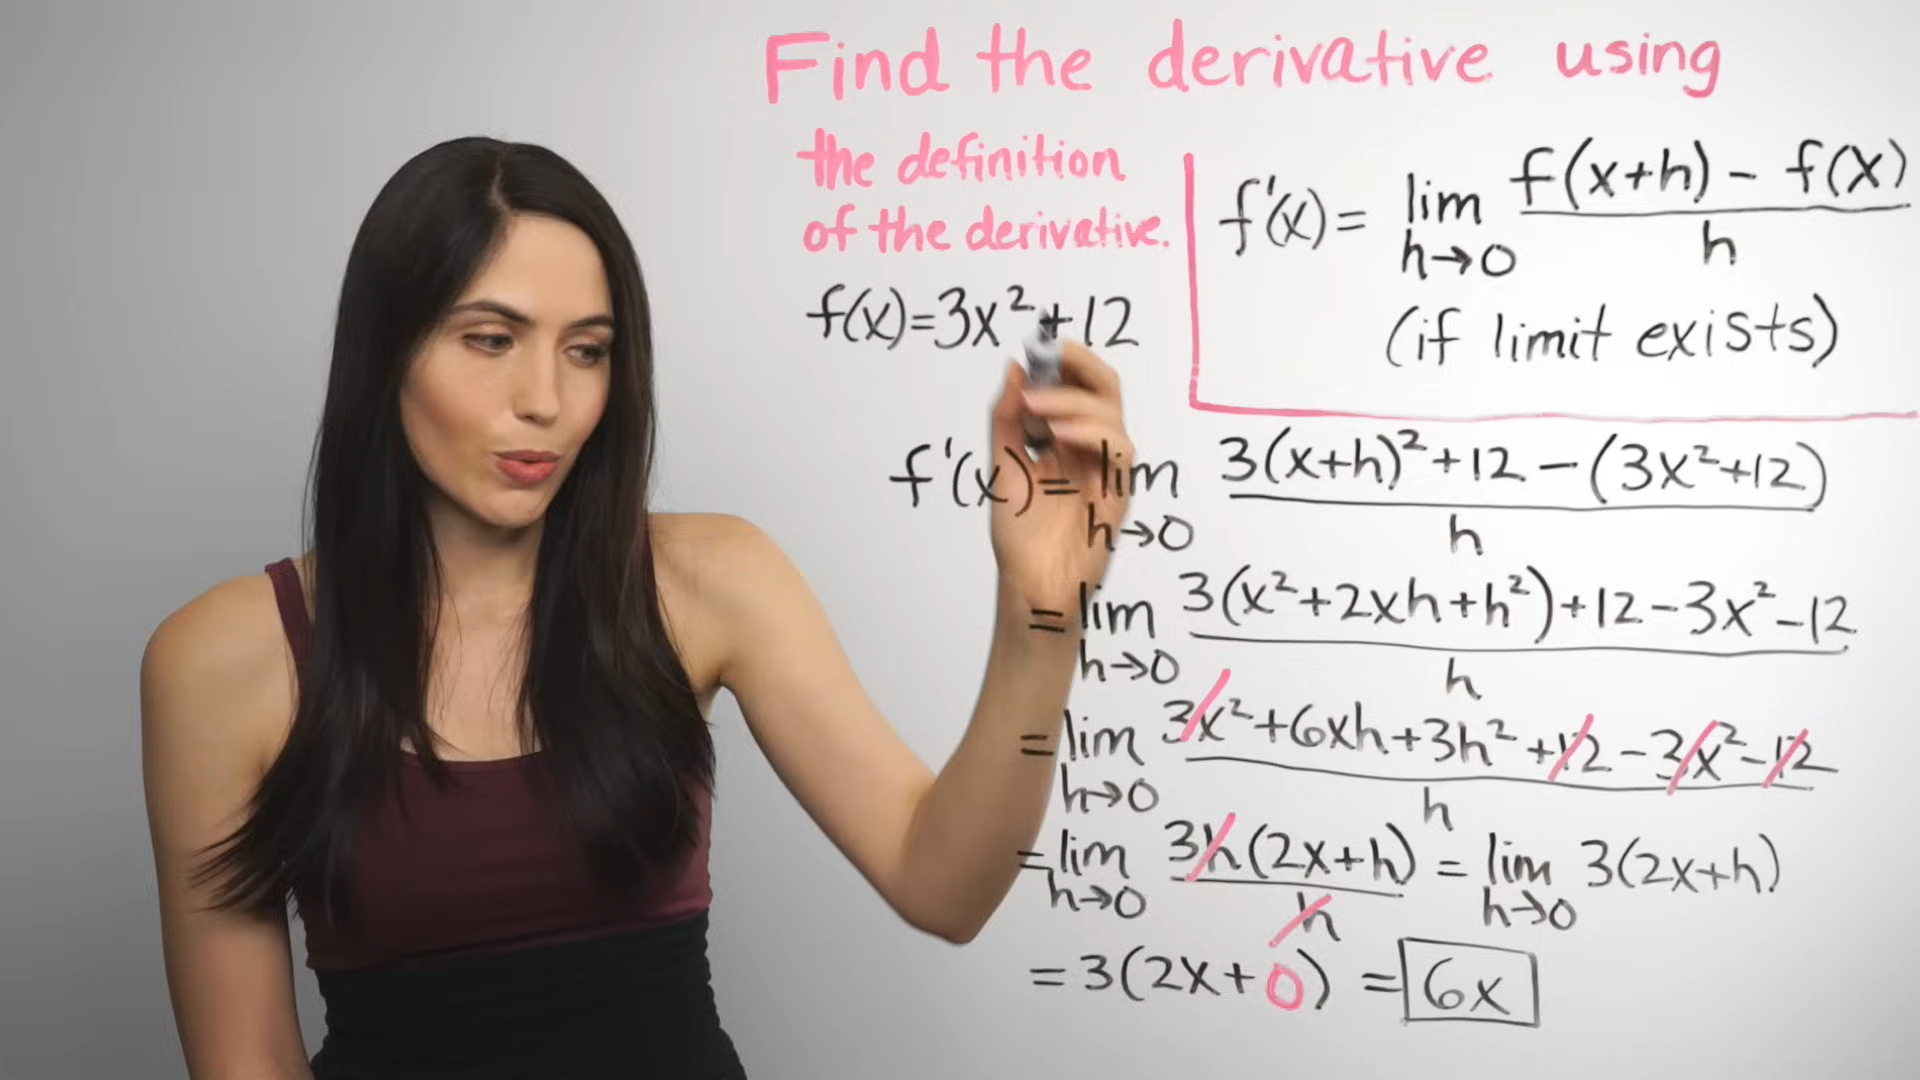 Find the derivative using
the definition
of the derivative.
f'(x) = lim h→0 f(x+h) - f(x) / h
(if limit exists)
f(x)=3x²+12
f'(x) = lim h→0 3(x+h)²+12-(3x²+12) / h
= lim h→0 3(x²+2xh+h²)+12-3x²-12 / h
= lim h→0 3x²+6xh+3h²+12-3x²-12 / h
= lim h→0 3h(2x+h) / h = lim h→0 3(2x+h)
= 3(2x+0) = 6x